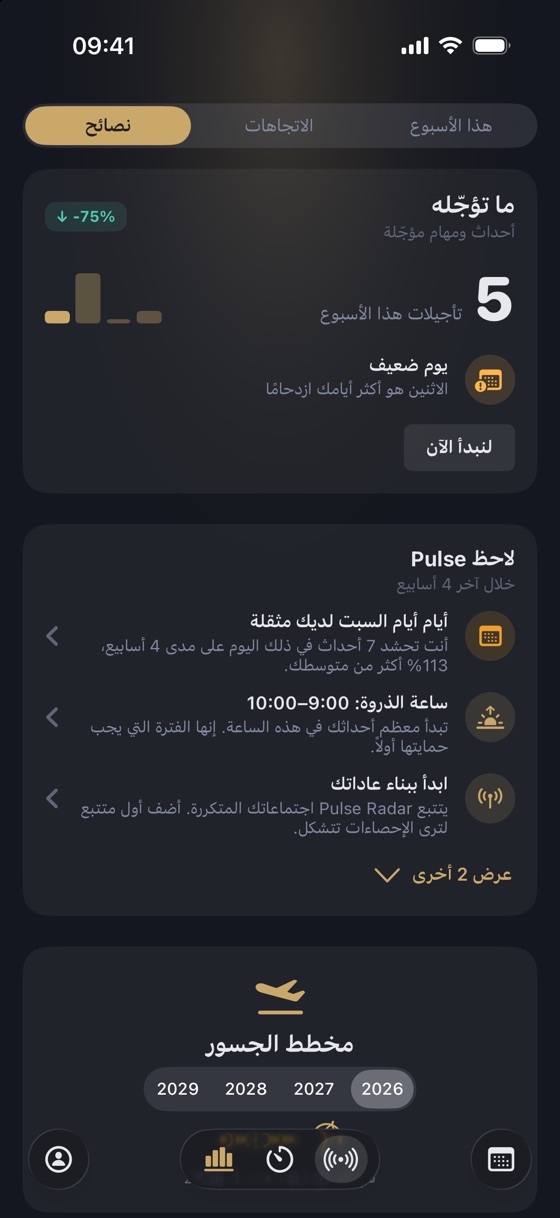 09:41
هذا الأسبوع
الاتجاهات
نصائح
ما تؤجّله
↓ -75%
أحداث ومهام مؤجّلة
5 تأجيلات هذا الأسبوع
يوم ضعيف
الاثنين هو أكثر أيامك ازدحامًا
لنبدأ الآن
لاحظ Pulse
خلال آخر 4 أسابيع
أيام أيام السبت لديك مثقلة
أنت تحشد 7 أحداث في ذلك اليوم على مدى 4 أسابيع،
113% أكثر من متوسطك.
ساعة الذروة: 9:00–10:00
تبدأ معظم أحداثك في هذه الساعة. إنها الفترة التي يجب
حمايتها أولاً.
ابدأ ببناء عاداتك
يتتبع Pulse Radar اجتماعاتك المتكررة. أضف أول متتبع
لترى الإحصاءات تتشكل.
عرض 2 أخرى
مخطط الجسور
2026
2027
2028
2029